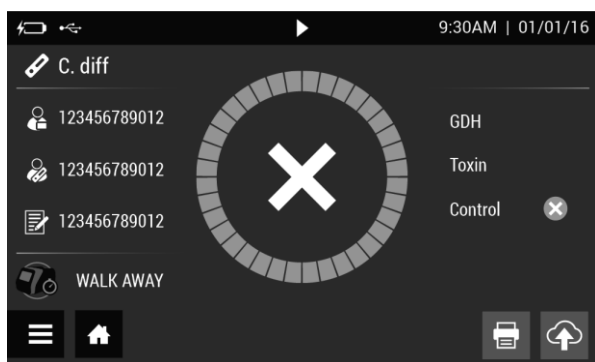 9:30AM | 01/01/16
C. diff
123456789012
123456789012
123456789012
WALK AWAY
GDH
Toxin
Control